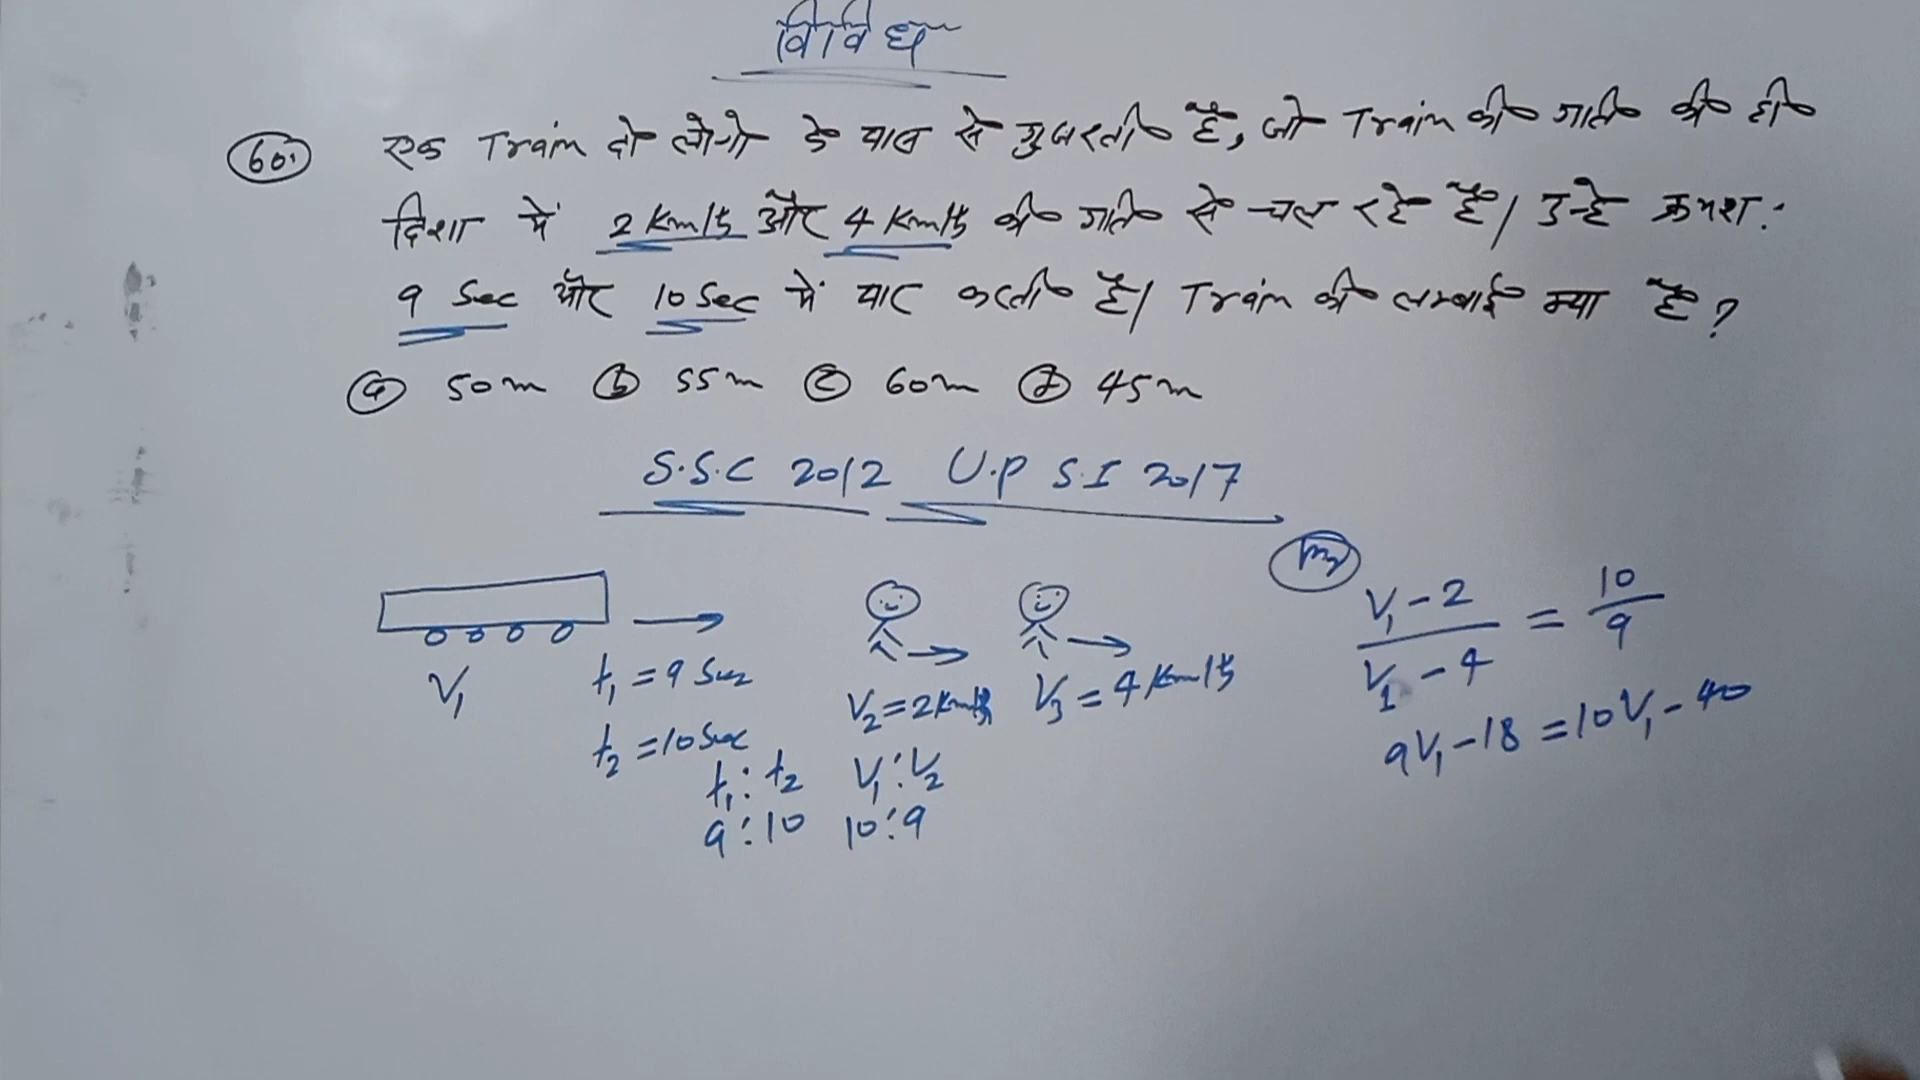 विविध
60. एक Train दो लोगो के पास से गुजरती है, जो Train की गति की ही
दिशा में 2 Km/h और 4 Km/h की गति से चल रहे है। उन्हे क्रमश:
9 Sec और 10 Sec में पार करती है। Train की लम्बाई क्या है?
(a) 50m (b) 55m (c) 60m (d) 45m
S.S.C 2012 U.P S.I 2017
V₁
t₁ = 9 Sec
t₂ = 10 Sec
V₂ = 2Km/h V₃ = 4 Km/h
t₁ : t₂ V₁ : V₂
9 : 10 10 : 9
V₁ - 2 / V₁ - 4 = 10 / 9
9V₁ - 18 = 10V₁ - 40